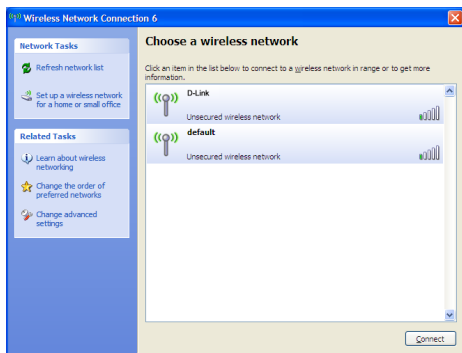 Wireless Network Connection 6
Network Tasks
Refresh network list
Set up a wireless network
for a home or small office
Related Tasks
Learn about wireless
networking
Change the order of
preferred networks
Change advanced
settings
Choose a wireless network
Click an item in the list below to connect to a wireless network in range or to get more
information.
D-Link
Unsecured wireless network
default
Unsecured wireless network
Connect